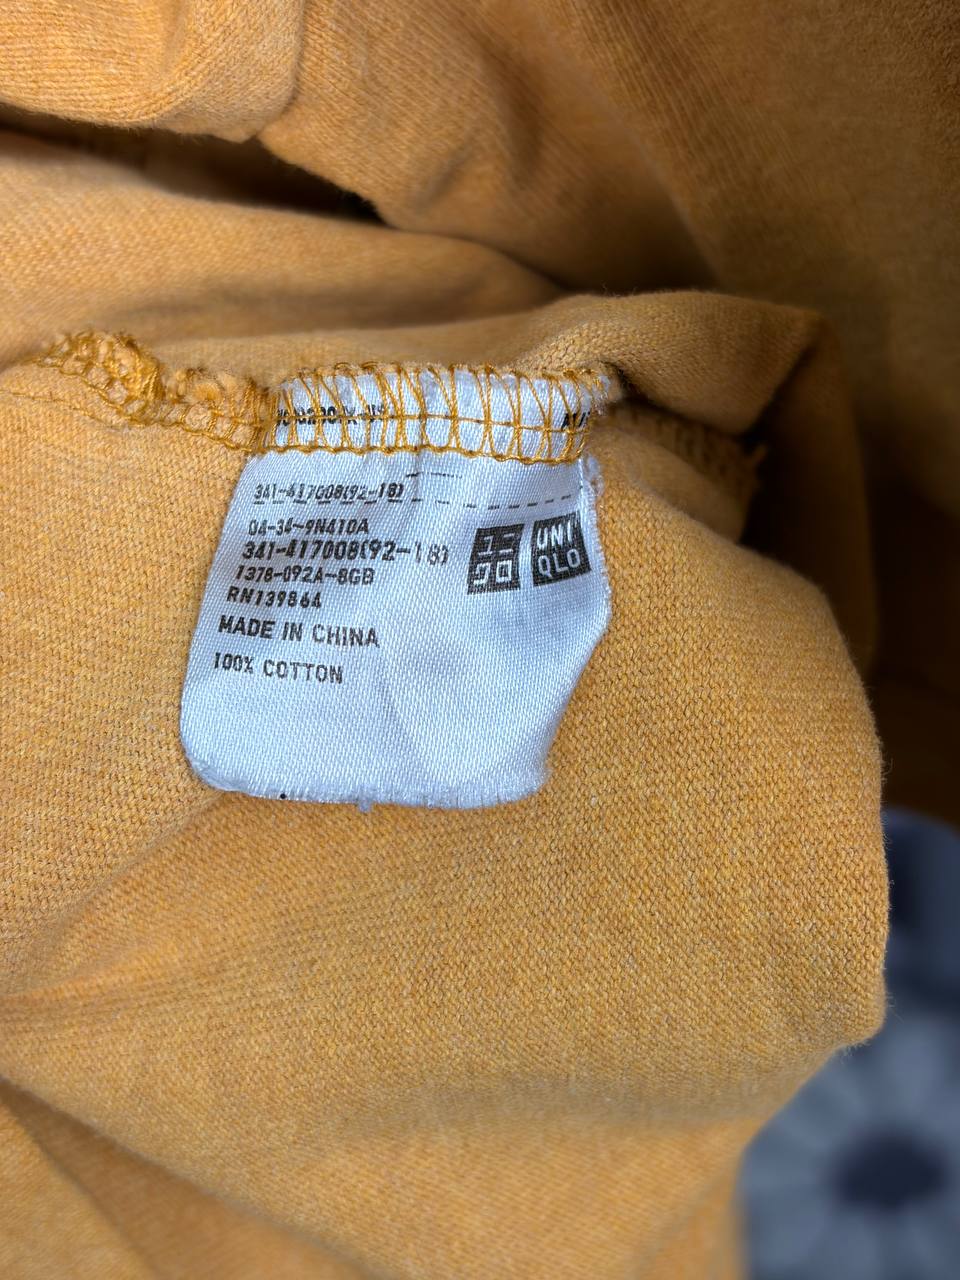 341-417008(92-18)
04-34-9N410A
341-417008(92-18)
1378-092A-8GB
RN139864
MADE IN CHINA
100% COTTON
ユニ
クロ
UNI
QLO